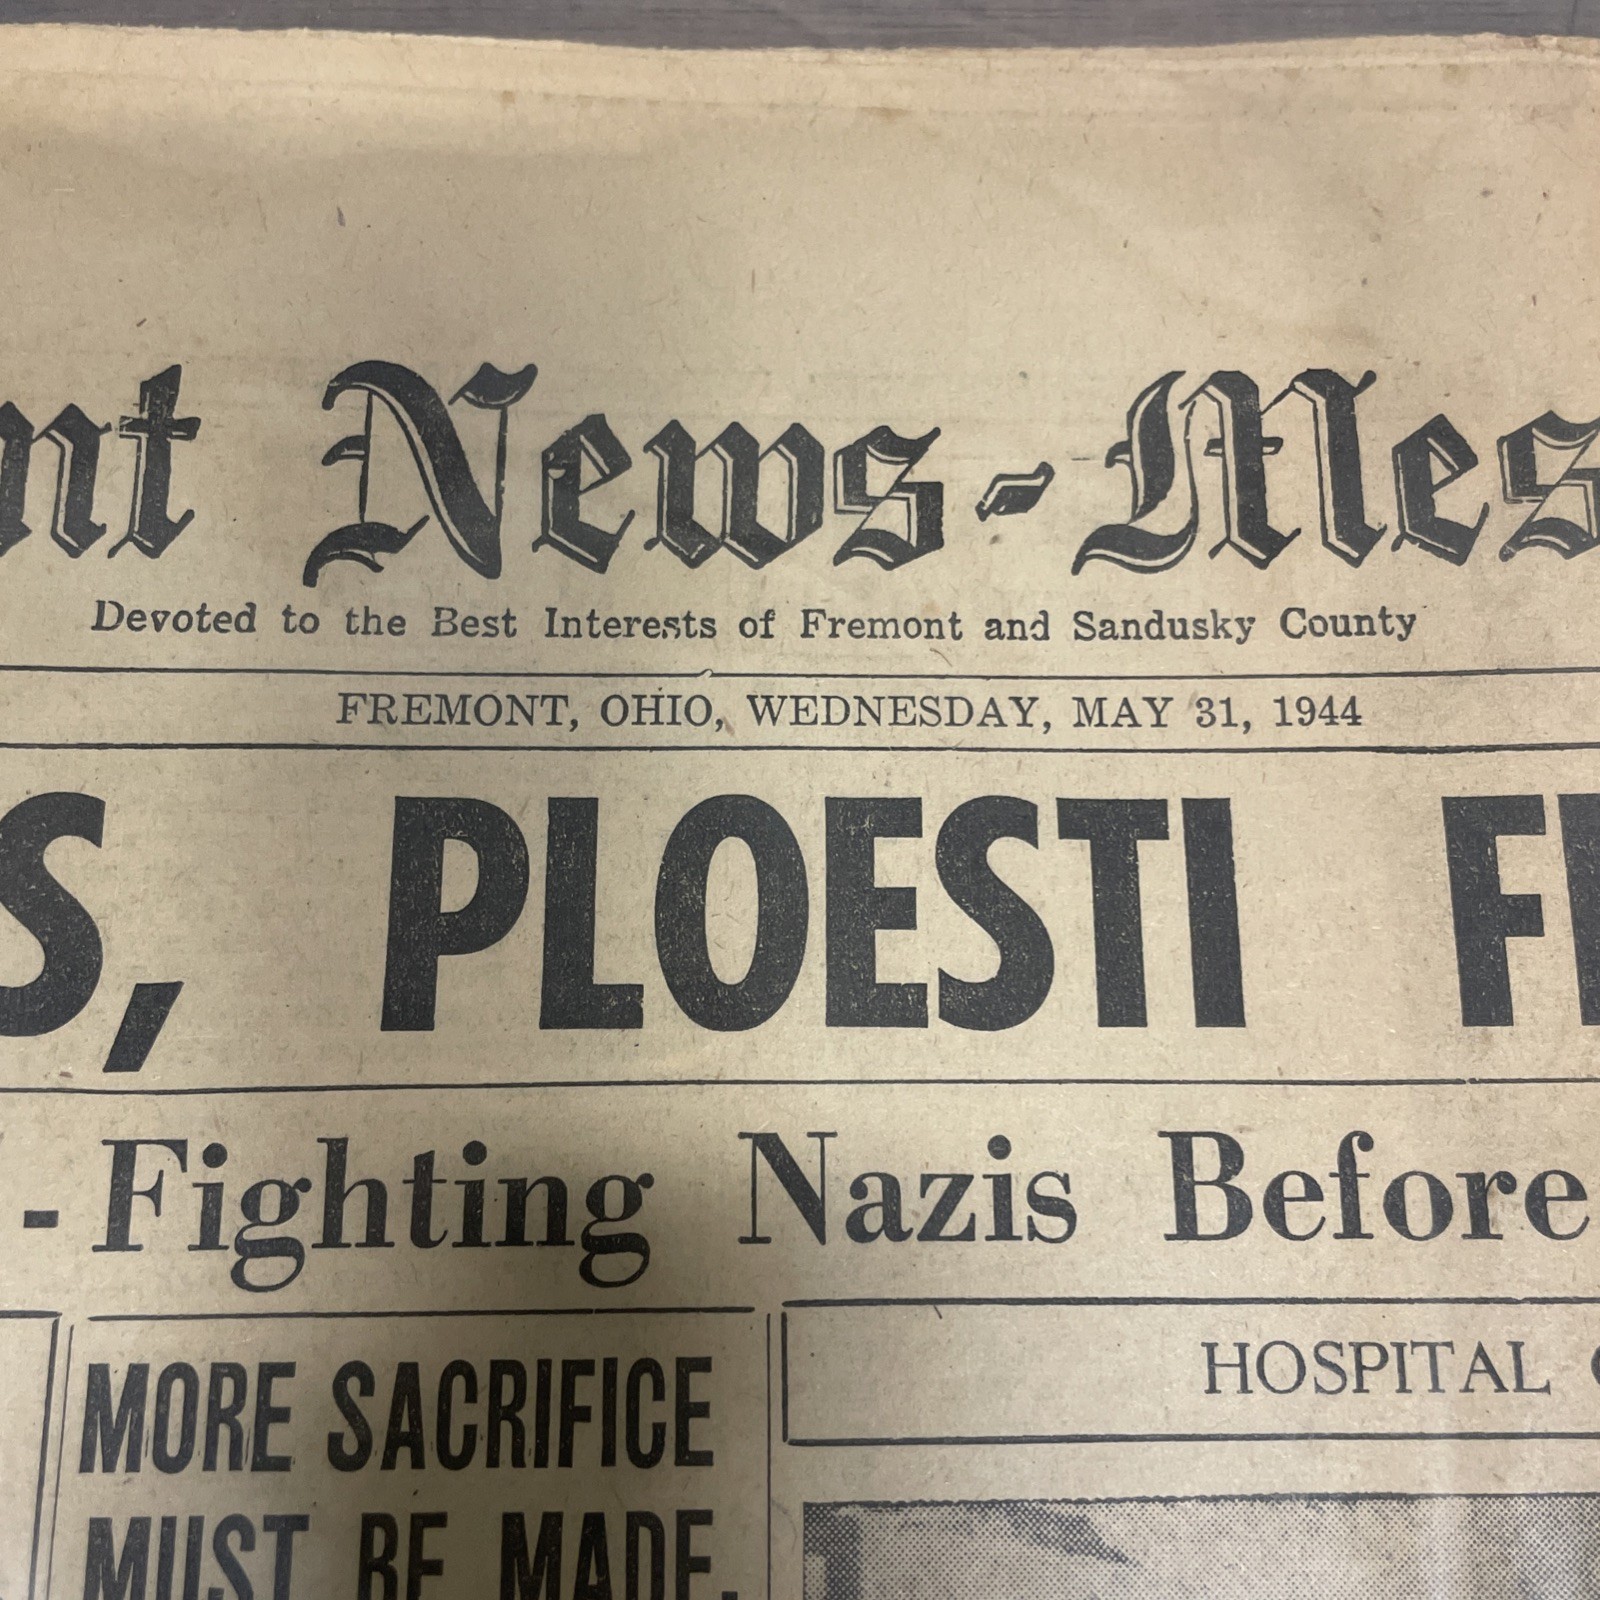 nt News-Mes
Devoted to the Best Interests of Fremont and Sandusky County
FREMONT, OHIO, WEDNESDAY, MAY 31, 1944
S, PLOESTI
-Fighting Nazis Before
HOSPITAL
MORE SACRIFICE
MUST BE MADE,